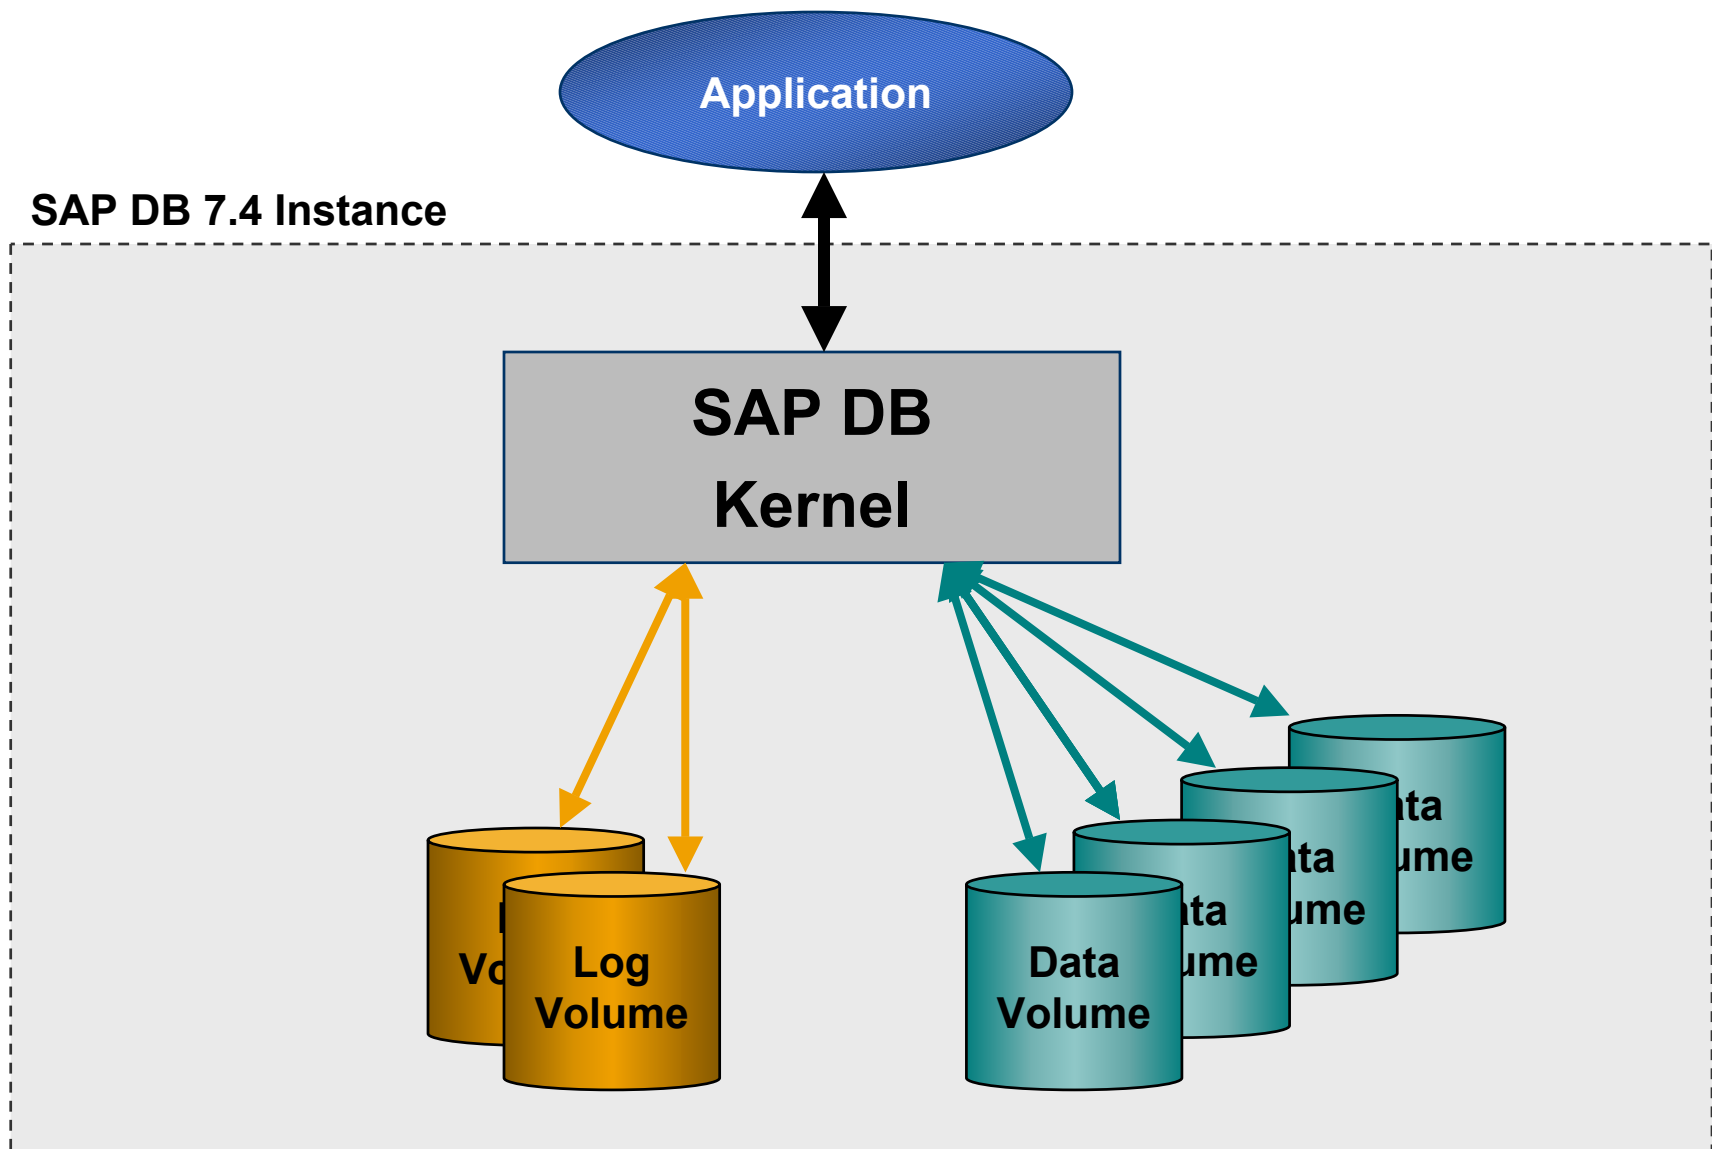 Application
SAP DB 7.4 Instance
SAP DB
Kernel
Log
Volume
Data
Volume